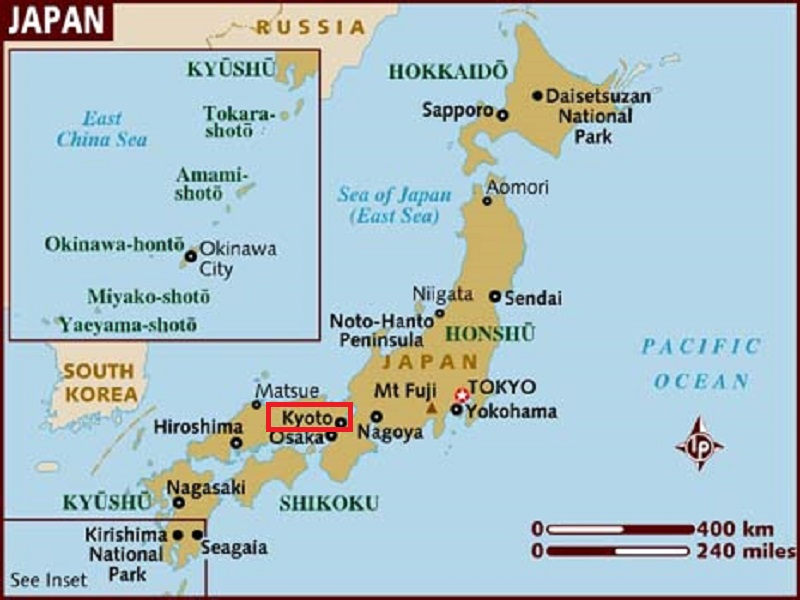 JAPAN
RUSSIA
KYŪSHŪ
East
China Sea
Tokara-
shotō
Amami-
shotō
Okinawa-hontō
Okinawa
City
Miyako-shotō
Yaeyama-shotō
HOKKAIDŌ
Sapporo
Daisetsuzan
National
Park
Aomori
Sea of Japan
(East Sea)
Niigata
Sendai
Noto-Hanto
Peninsula
HONSHŪ
JAPAN
PACIFIC
OCEAN
SOUTH
KOREA
Matsue
Mt Fuji
TOKYO
Yokohama
Kyoto
Hiroshima
Osaka
Nagoya
KYŪSHŪ
Nagasaki
SHIKOKU
Kirishima
National
Park
Seagaia
See Inset
LP
0
400 km
0
240 miles